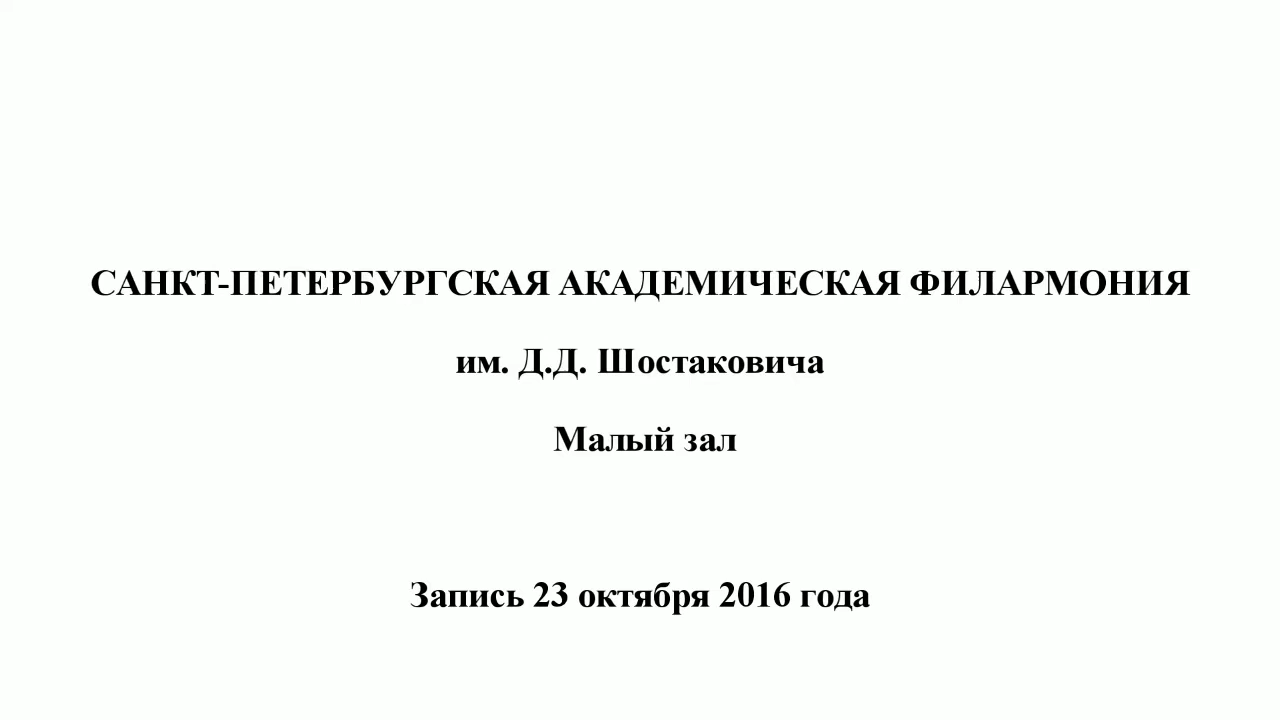 САНКТ-ПЕТЕРБУРГСКАЯ АКАДЕМИЧЕСКАЯ ФИЛАРМОНИЯ
им. Д.Д. Шостаковича
Малый зал
Запись 23 октября 2016 года